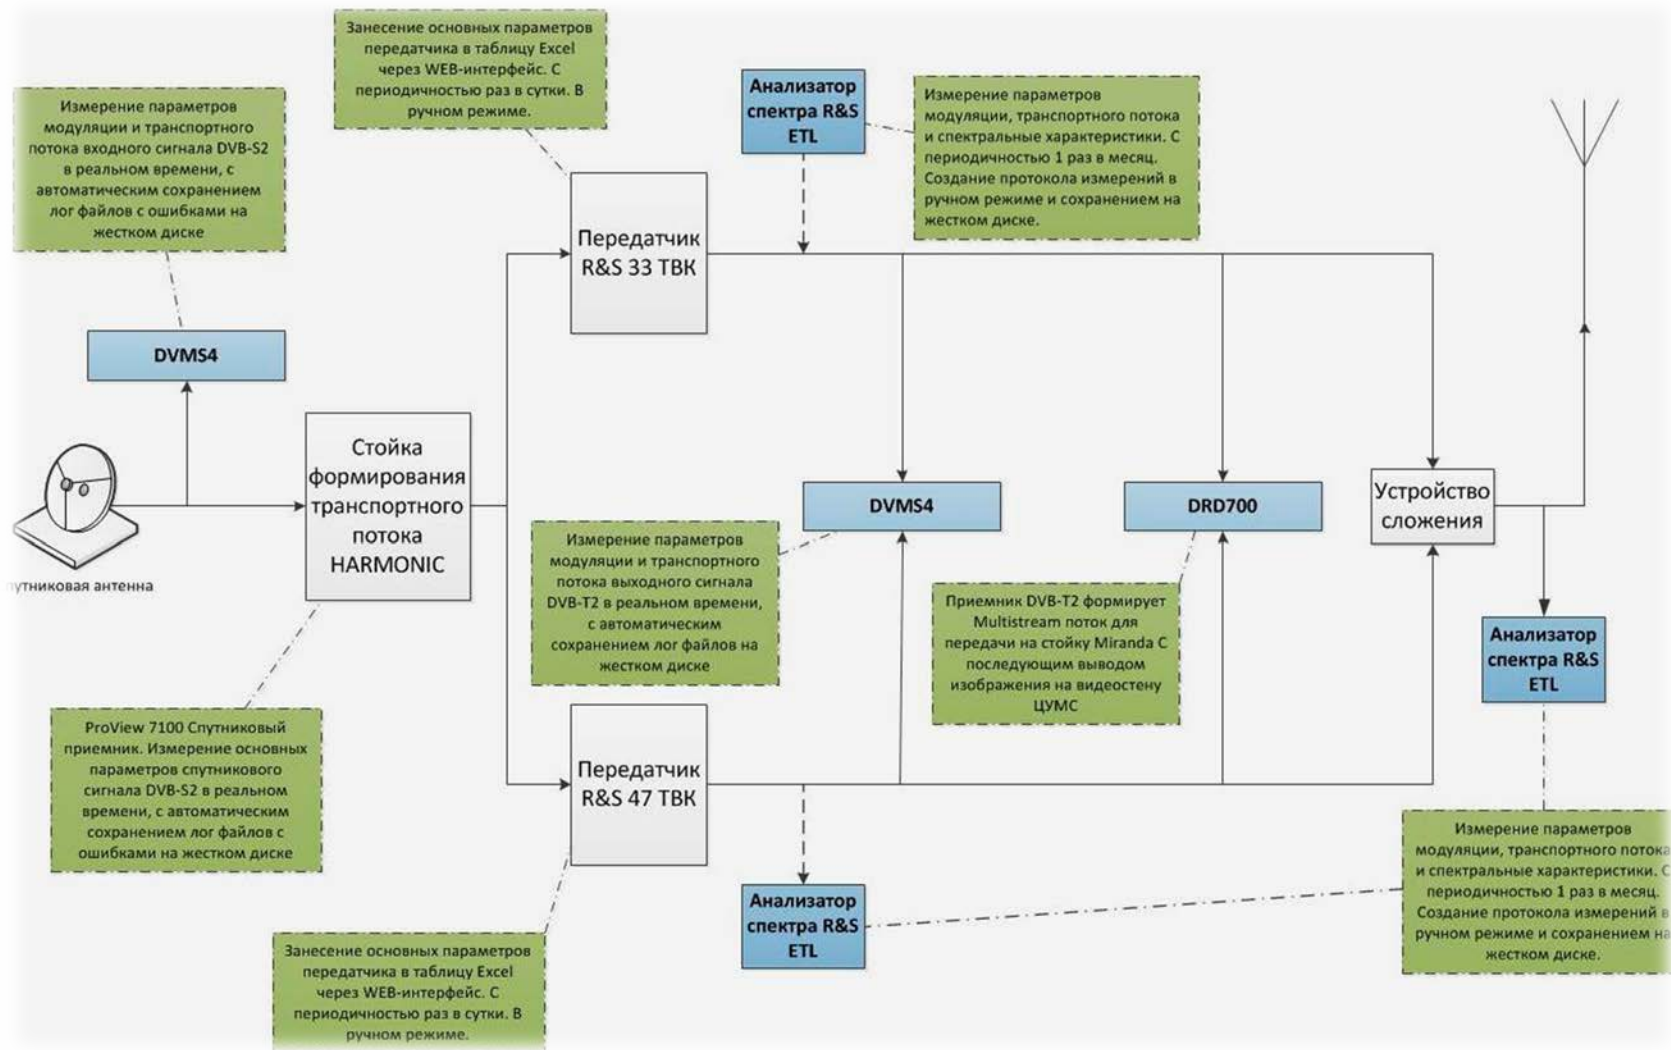 Занесение основных параметров
передатчика в таблицу Excel
через WEB-интерфейс. С
периодичностью раз в сутки. В
ручном режиме.
Измерение параметров
модуляции и транспортного
потока входного сигнала DVB-S2
в реальном времени, с
автоматическим сохранением
лог файлов с ошибками на
жестком диске
Анализатор
спектра R&S
ETL
Измерение параметров
модуляции, транспортного потока
и спектральные характеристики. С
периодичностью 1 раз в месяц.
Создание протокола измерений в
ручном режиме и сохранением на
жестком диске.
Передатчик
R&S 33 ТВК
DVMS4
Стойка
формирования
транспортного
потока
HARMONIC
путниковая антенна
DVMS4
DRD700
Устройство
сложения
Измерение параметров
модуляции и транспортного
потока выходного сигнала
DVB-T2 в реальном времени,
с автоматическим
сохранением лог файлов на
жестком диске
Приемник DVB-T2 формирует
Multistream поток для
передачи на стойку Miranda С
последующим выводом
изображения на видеостену
ЦУМС
Анализатор
спектра R&S
ETL
ProView 7100 Спутниковый
приемник. Измерение основных
параметров спутникового
сигнала DVB-S2 в реальном
времени, с автоматическим
сохранением лог файлов с
ошибками на жестком диске
Передатчик
R&S 47 ТВК
Анализатор
спектра R&S
ETL
Измерение параметров
модуляции, транспортного потока
и спектральные характеристики. С
периодичностью 1 раз в месяц.
Создание протокола измерений в
ручном режиме и сохранением на
жестком диске.
Занесение основных параметров
передатчика в таблицу Excel
через WEB-интерфейс. С
периодичностью раз в сутки. В
ручном режиме.